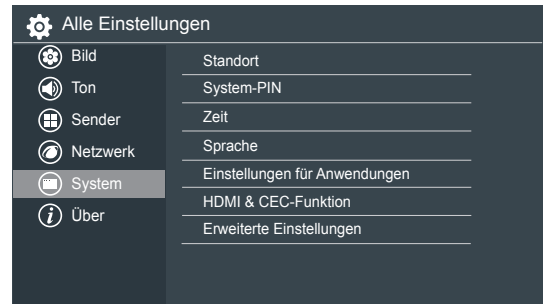 Alle Einstellungen
Bild
Ton
Sender
Netzwerk
System
Über
Standort
System-PIN
Zeit
Sprache
Einstellungen für Anwendungen
HDMI & CEC-Funktion
Erweiterte Einstellungen